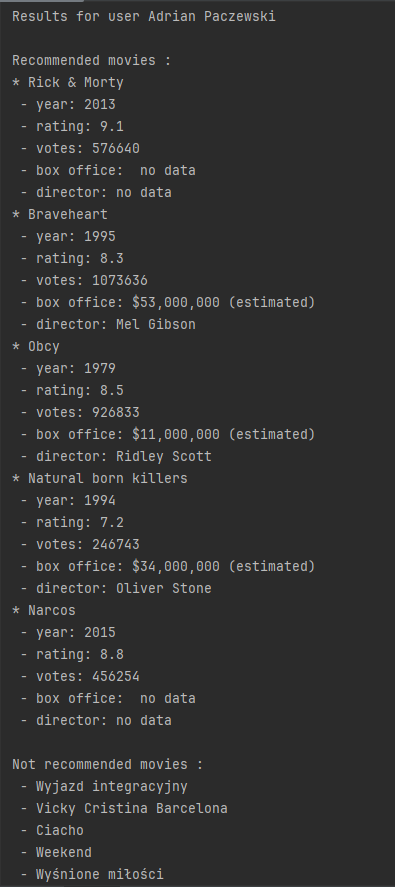 Results for user Adrian Paczewski
Recommended movies :
* Rick & Morty
- year: 2013
- rating: 9.1
- votes: 576640
- box office:  no data
- director: no data
* Braveheart
- year: 1995
- rating: 8.3
- votes: 1073636
- box office: $53,000,000 (estimated)
- director: Mel Gibson
* Obcy
- year: 1979
- rating: 8.5
- votes: 926833
- box office: $11,000,000 (estimated)
- director: Ridley Scott
* Natural born killers
- year: 1994
- rating: 7.2
- votes: 246743
- box office: $34,000,000 (estimated)
- director: Oliver Stone
* Narcos
- year: 2015
- rating: 8.8
- votes: 456254
- box office:  no data
- director: no data
Not recommended movies :
- Wyjazd integracyjny
- Vicky Cristina Barcelona
- Ciacho
- Weekend
- Wyśnione miłości